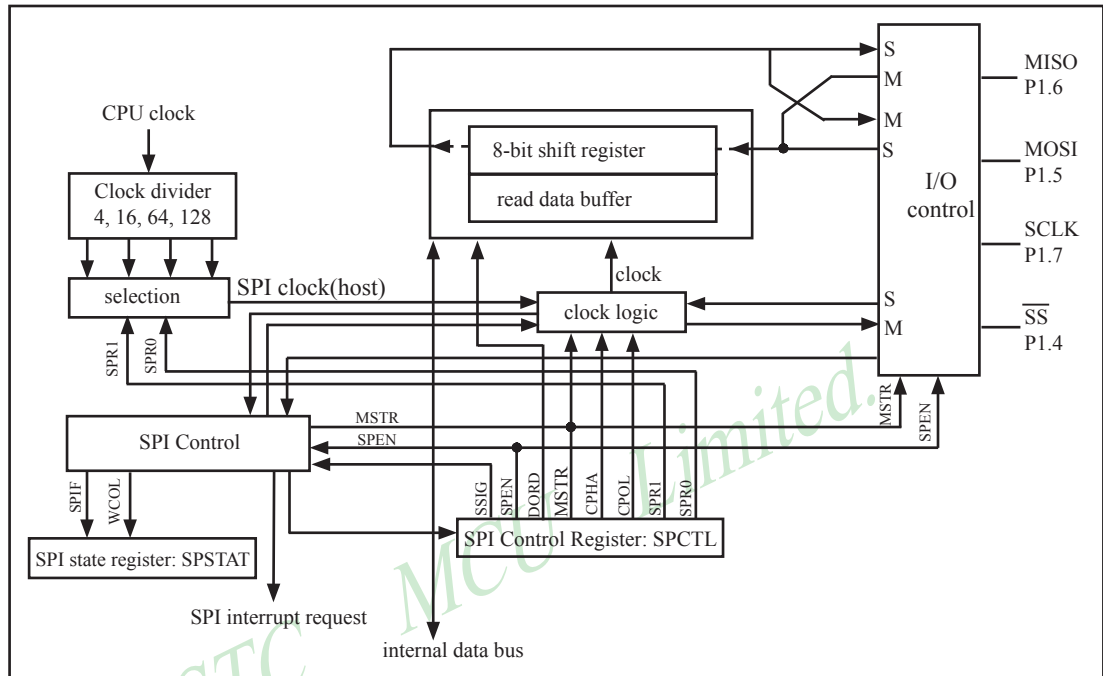 S
MISO
P1.6
M
CPU clock
M
8-bit shift register
S
MOSI
P1.5
Clock divider
4, 16, 64, 128
read data buffer
I/O
control
SCLK
P1.7
clock
selection
SPI clock(host)
clock logic
S
M
SS
P1.4
SPR1
SPR0
MSTR
SPEN
SPI Control
MSTR
SPEN
SPIF
WCOL
SSIG
SPEN
DORD
MSTR
CPHA
CPOL
SPR1
SPR0
SPI state register: SPSTAT
SPI Control Register: SPCTL
SPI interrupt request
internal data bus
STC MCU Limited.